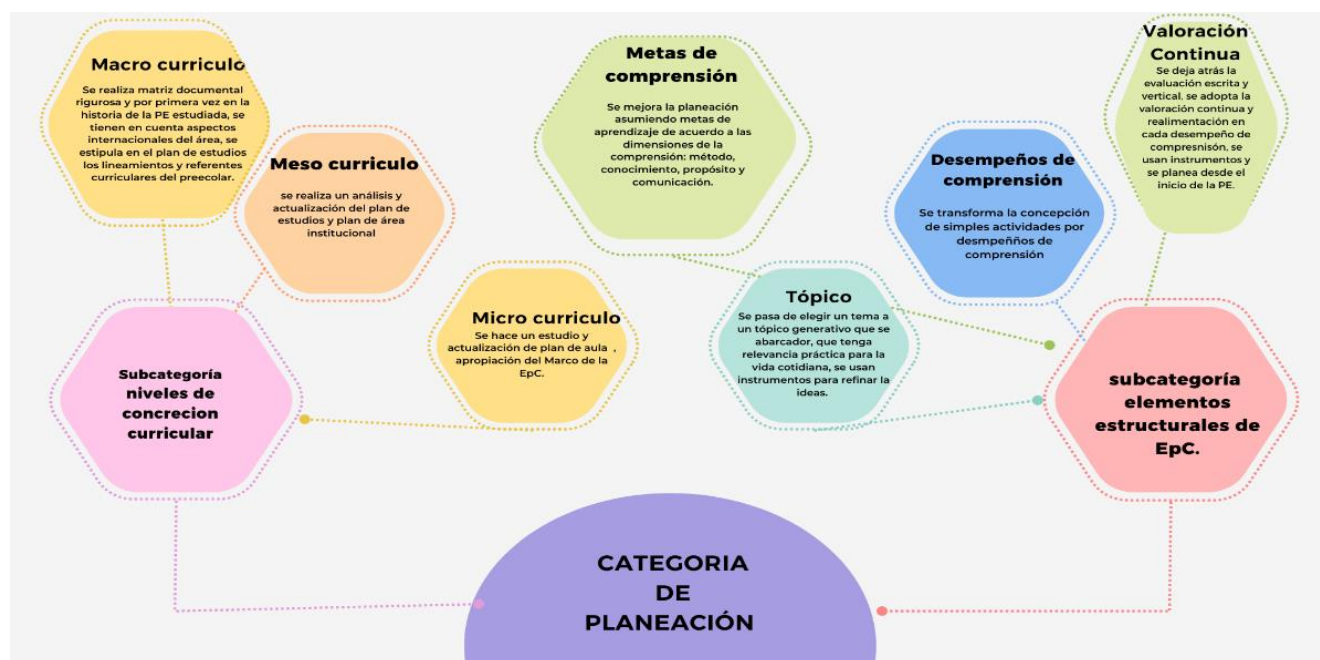 Macro curriculo
Se realiza matriz documental
rigurosa y por primera vez en la
historia de la PE estudiada, se
tienen en cuenta aspectos
internacionales del área, se
estipula en el plan de estudios
los lineamientos y referentes
curriculares del preecolar.
Meso curriculo
se realiza un análisis y
actualización del plan de
estudios y plan de área
institucional
Micro curriculo
Se hace un estudio y
actualización de plan de aula ,
apropiación del Marco de la
EpC.
Subcategoría
niveles de
concrecion
curricular
Metas de
comprensión
Se mejora la planeación
asumiendo metas de
aprendizaje de acuerdo a las
dimensiones de la
comprensión: método,
conocimiento, propósito y
comunicación.
Tópico
Se pasa de elegir un tema a
un tópico generativo que se
abarcador, que tenga
relevancia práctica para la
vida cotidiana, se usan
instrumentos para refinar la
ideas.
Desempeños de
comprensión
Se transforma la concepción
de simples actividades por
desmpeñños de
comprensión
Valoración
Continua
Se deja atrás la
evaluación escrita y
vertical, se adopta la
valoración continua y
realimentación en
cada desempeño de
compresnisón, se
usan instrumentos y
se planea desde el
inicio de la PE.
subcategoría
elementos
estructurales de
EpC.
CATEGORIA
DE
PLANEACIÓN